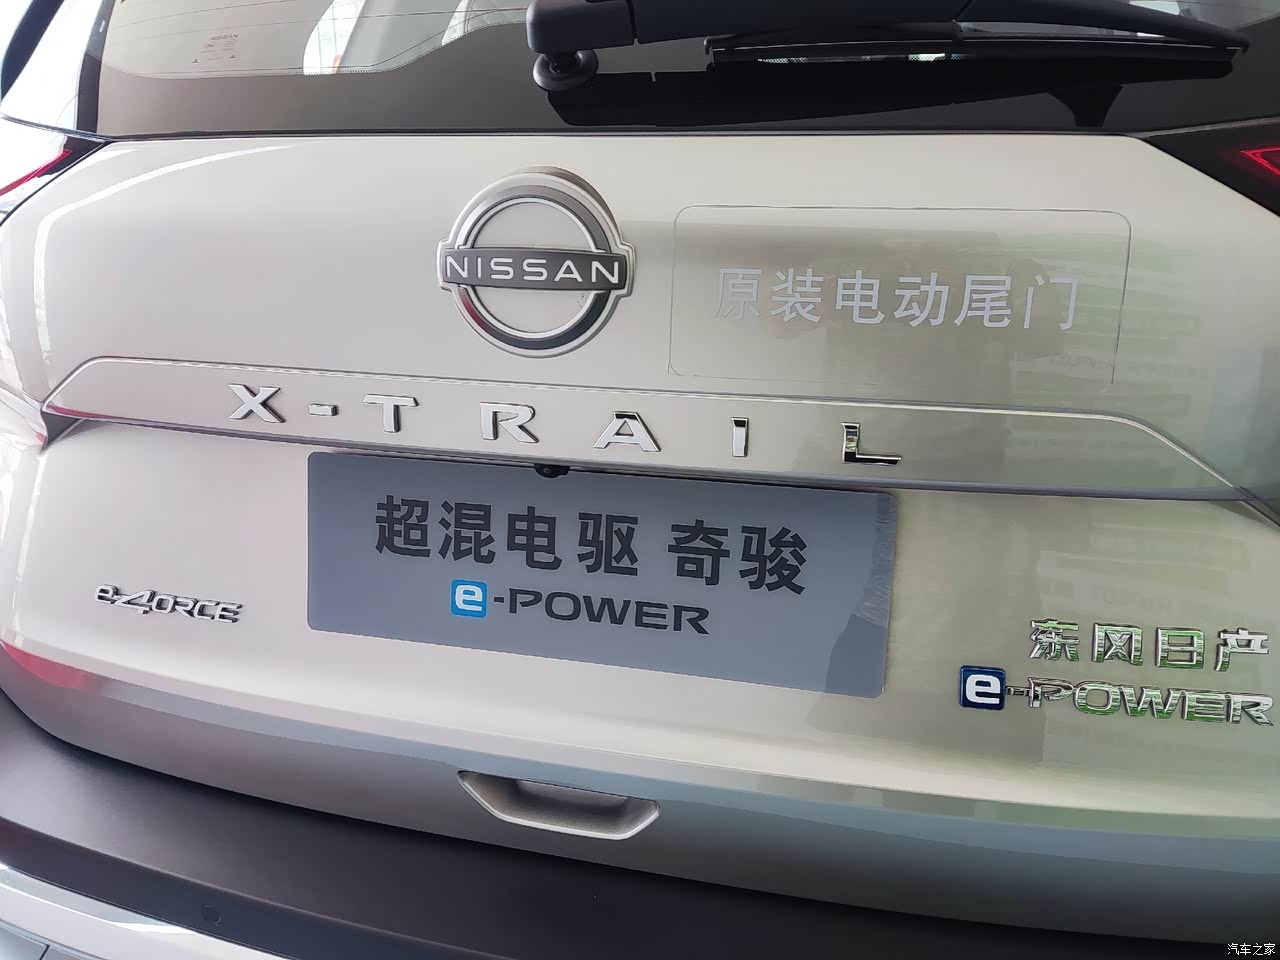 NISSAN
NISSAN
原装电动尾门
X-TRAIL
超混电驱 奇骏
e-POWER
e-4ORCE
东风日产
e-POWER
汽车之家